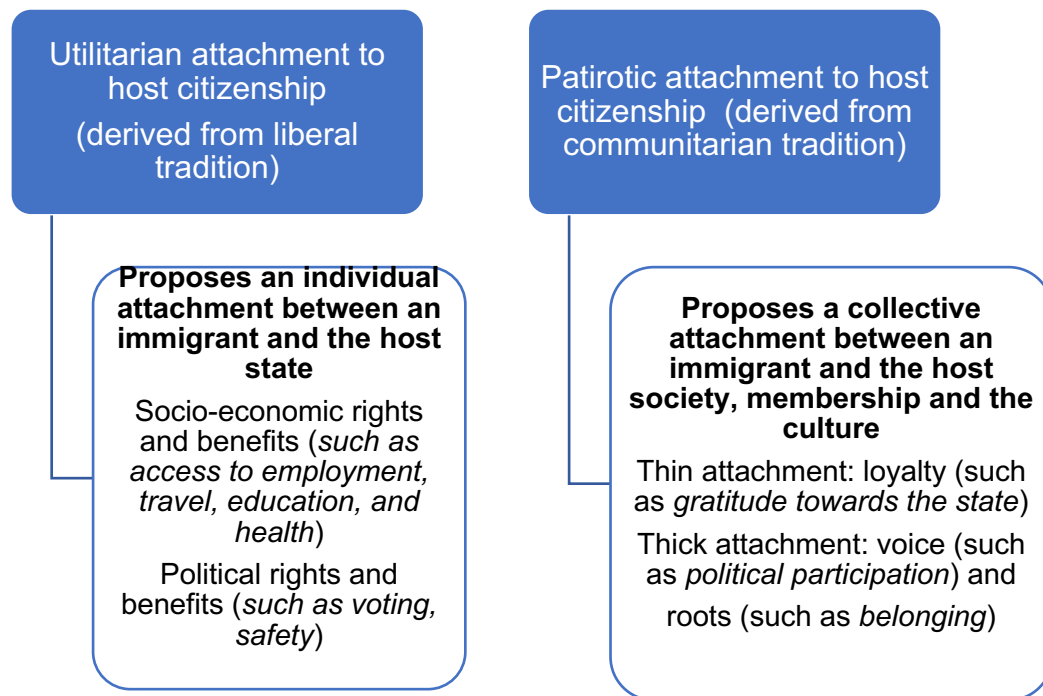 Utilitarian attachment to
host citizenship
(derived from liberal
tradition)
Proposes an individual
attachment between an
immigrant and the host
state
Socio-economic rights
and benefits (such as
access to employment,
travel, education, and
health)
Political rights and
benefits (such as voting,
safety)
Patirotic attachment to host
citizenship (derived from
communitarian tradition)
Proposes a collective
attachment between an
immigrant and the host
society, membership and the
culture
Thin attachment: loyalty (such
as gratitude towards the state)
Thick attachment: voice (such
as political participation) and
roots (such as belonging)